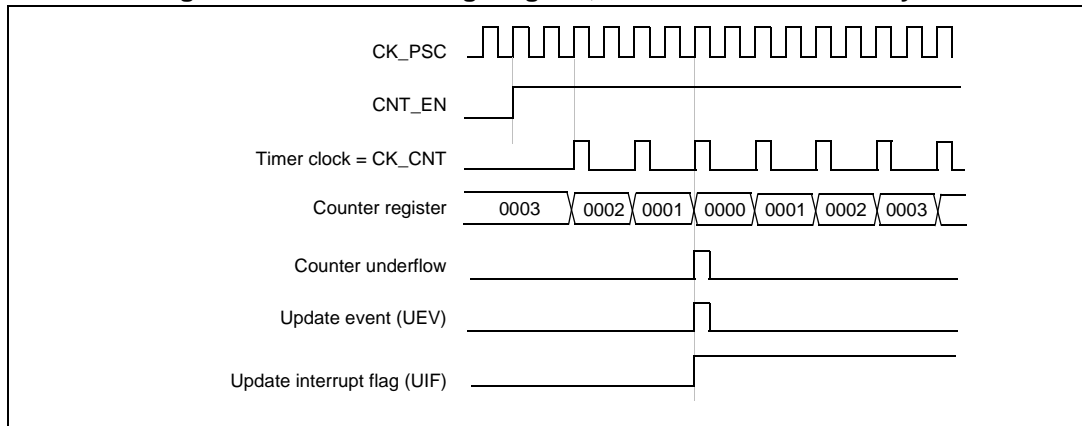 CK_PSC
CNT_EN
Timer clock = CK_CNT
Counter register 0003 0002 0001 0000 0001 0002 0003
Counter underflow
Update event (UEV)
Update interrupt flag (UIF)